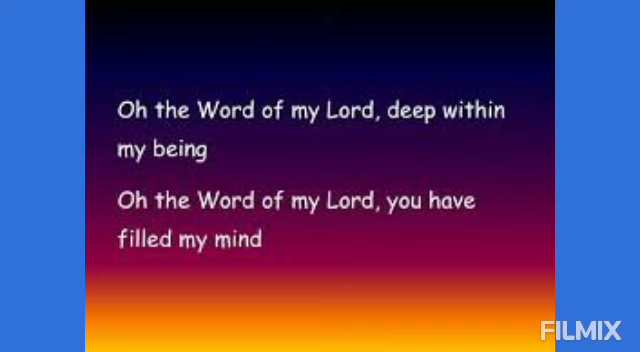 Oh the Word of my Lord, deep within
my being
Oh the Word of my Lord, you have
filled my mind
FILMIX